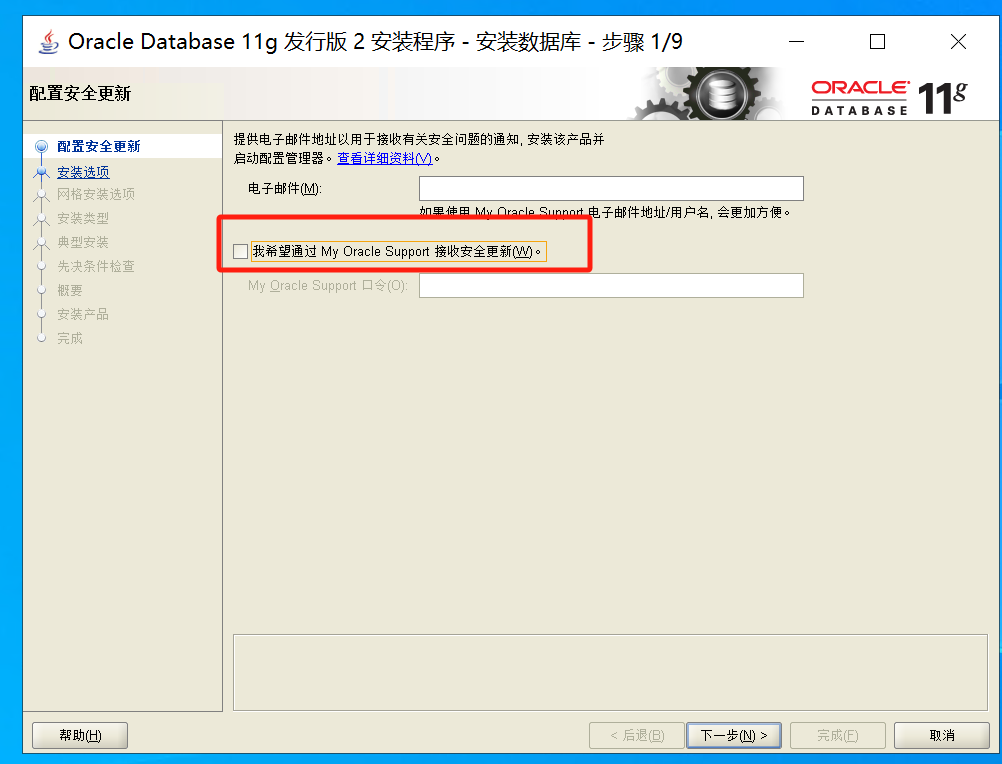 Oracle Database 11g 发行版 2 安装程序 - 安装数据库 - 步骤 1/9
配置安全更新
ORACLE 11g
DATABASE
配置安全更新
安装选项
网格安装选项
安装类型
典型安装
先决条件检查
概要
安装产品
完成
提供电子邮件地址以用于接收有关安全问题的通知, 安装该产品并
启动配置管理器。查看详细资料(V)。
电子邮件(M):
如果使用 My Oracle Support 电子邮件地址/用户名, 会更加方便。
我希望通过 My Oracle Support 接收安全更新(W)。
My Oracle Support 口令(O):
帮助(H)
< 后退(B)
下一步(N) >
完成(F)
取消